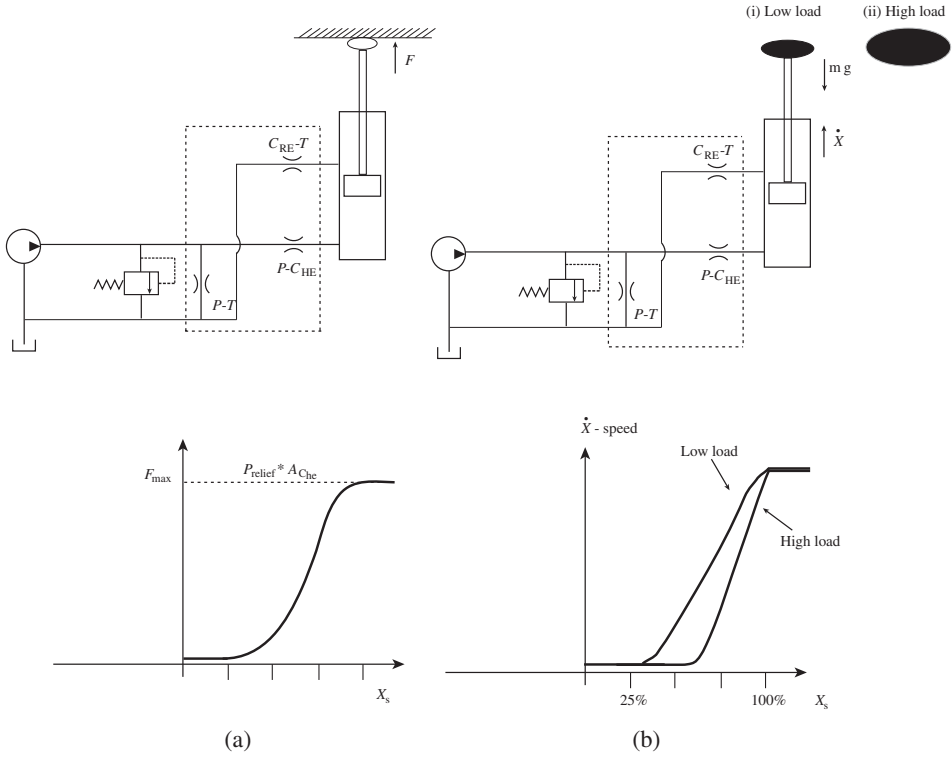 (i) Low load
(ii) High load
F
m g
Ẋ
C_RE-T
P-C_HE
P-T
C_RE-T
P-C_HE
P-T
F_max
P_relief * A_Che
X_s
(a)
Ẋ - speed
Low load
High load
25%
100%
X_s
(b)